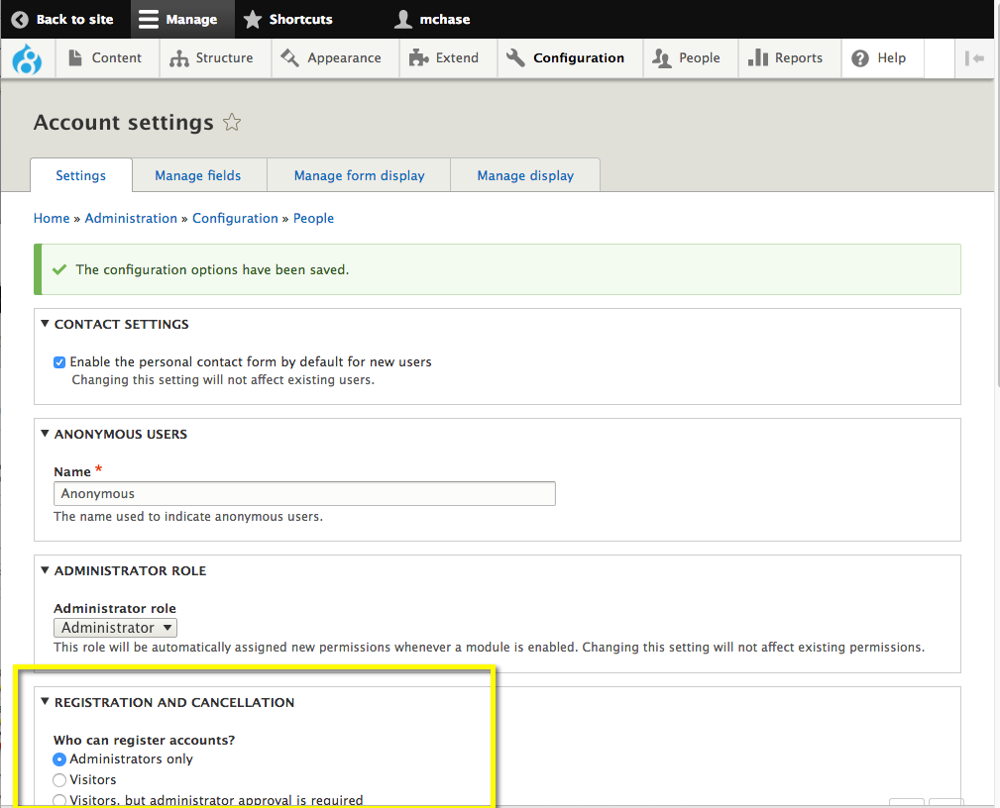 Back to site Manage Shortcuts mchase
Content Structure Appearance Extend Configuration People Reports Help
Account settings
Settings Manage fields Manage form display Manage display
Home » Administration » Configuration » People
The configuration options have been saved.
CONTACT SETTINGS
Enable the personal contact form by default for new users
Changing this setting will not affect existing users.
ANONYMOUS USERS
Name *
Anonymous
The name used to indicate anonymous users.
ADMINISTRATOR ROLE
Administrator role
Administrator
This role will be automatically assigned new permissions whenever a module is enabled. Changing this setting will not affect existing permissions.
REGISTRATION AND CANCELLATION
Who can register accounts?
Administrators only
Visitors
Visitors, but administrator approval is required